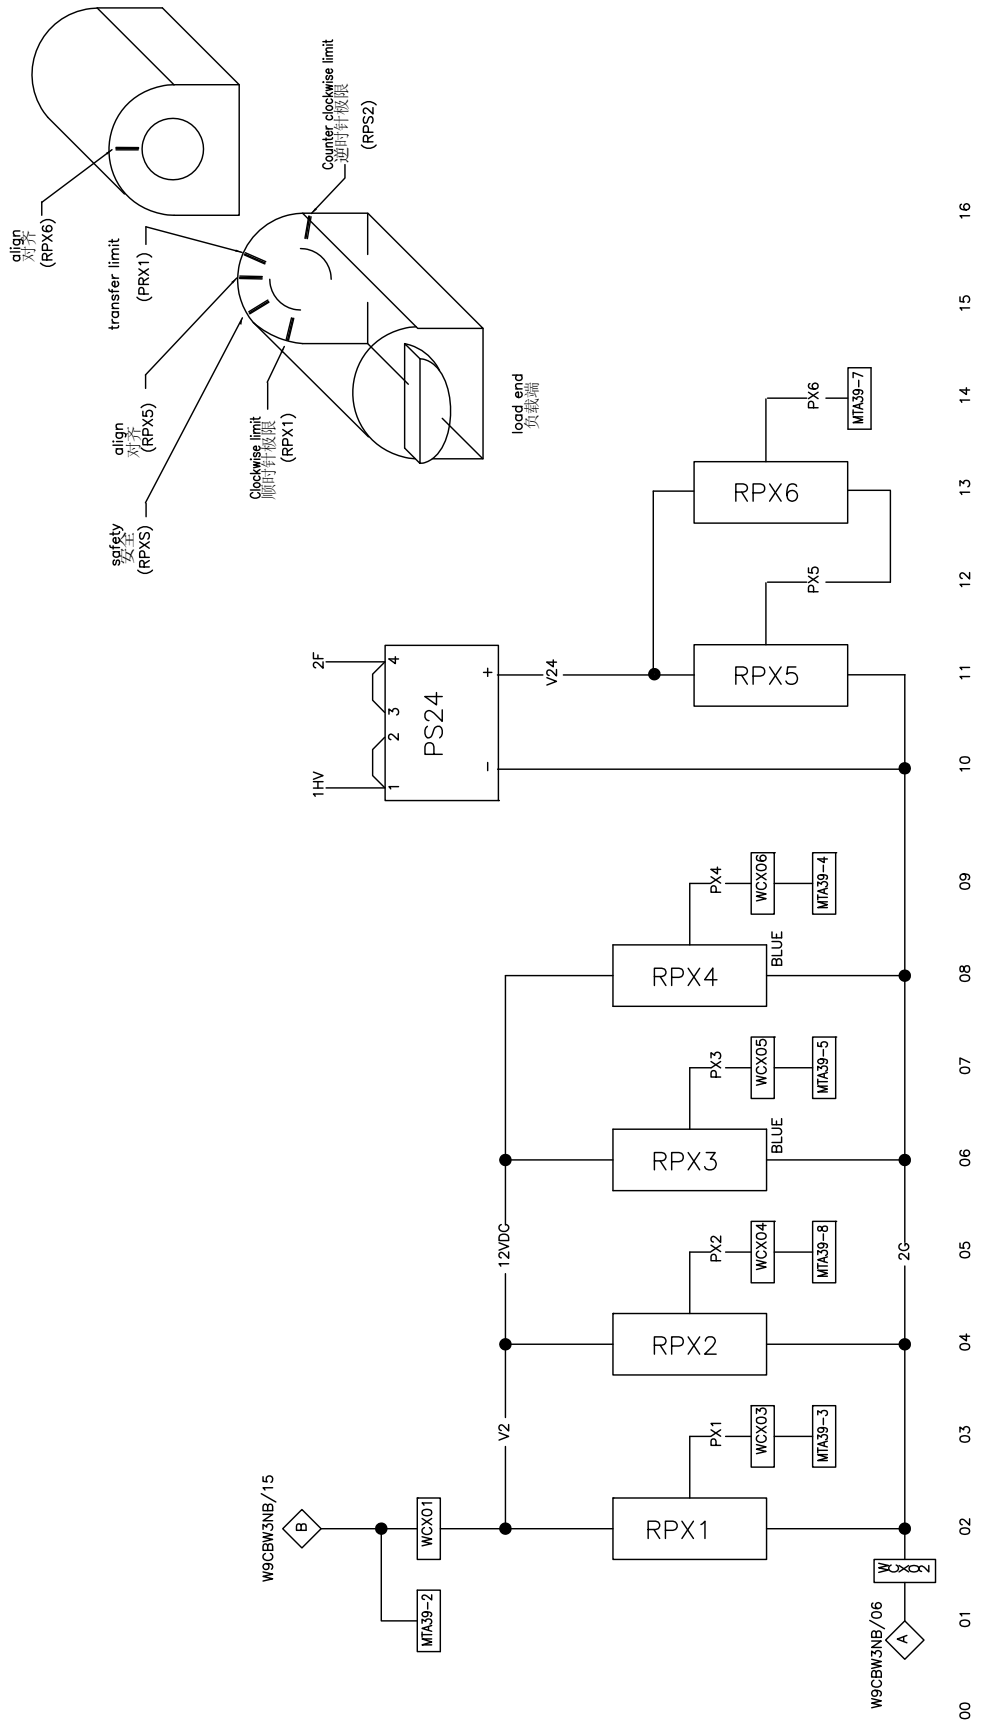 align
对齐
(RPX6)
transfer limit
(PRX1)
align
对齐
(RPX5)
safety
安全
(RPXS)
Counter clockwise limit
逆时针极限
(RPS2)
Clockwise limit
顺时针极限
(RPX1)
load end
负载端
W9CBW3NB/15
B
MTA39-2
WCX01
V2
12VDC
1HV
2F
1
2
3
4
PS24
-
+
V24
RPX1
PX1
WCX03
MTA39-3
RPX2
PX2
WCX04
MTA39-8
RPX3
BLUE
PX3
WCX05
MTA39-5
RPX4
BLUE
PX4
WCX06
MTA39-4
RPX5
PX5
RPX6
PX6
MTA39-7
W9CBW3NB/06
A
WCX02
2G
00
01
02
03
04
05
06
07
08
09
10
11
12
13
14
15
16